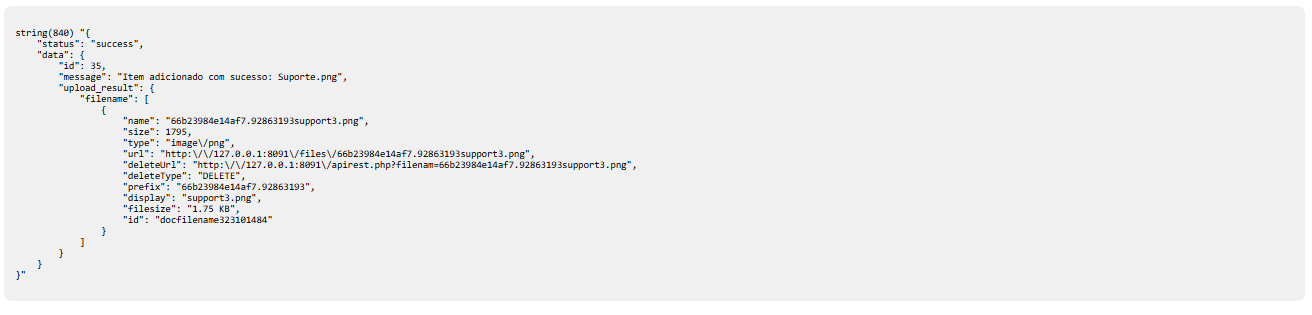 string(840) "{
    "status": "success",
    "data": {
        "id": 35,
        "message": "Item adicionado com sucesso: Suporte.png",
        "upload_result": {
            "filename": [
                {
                    "name": "66b23984e14af7.92863193support3.png",
                    "size": 1795,
                    "type": "image\/png",
                    "url": "http:\/\/127.0.0.1:8091\/files\/66b23984e14af7.92863193support3.png",
                    "deleteUrl": "http:\/\/127.0.0.1:8091\/apirest.php?filenam=66b23984e14af7.92863193support3.png",
                    "deleteType": "DELETE",
                    "prefix": "66b23984e14af7.92863193",
                    "display": "support3.png",
                    "filesize": "1.75 KB",
                    "id": "docfilename323101484"
                }
            ]
        }
    }
}"